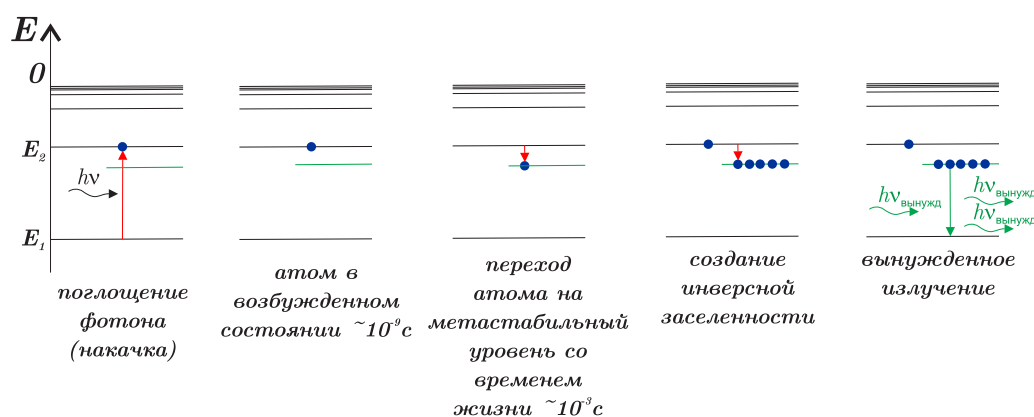 E
0
E₂
E₁
hν
поглощение
фотона
(накачка)
атом в
возбужденном
состоянии ~10⁻⁹с
переход
атома на
метастабильный
уровень со
временем
жизни ~10⁻³с
создание
инверсной
заселенности
hνвынужд
hνвынужд
hνвынужд
вынужденное
излучение